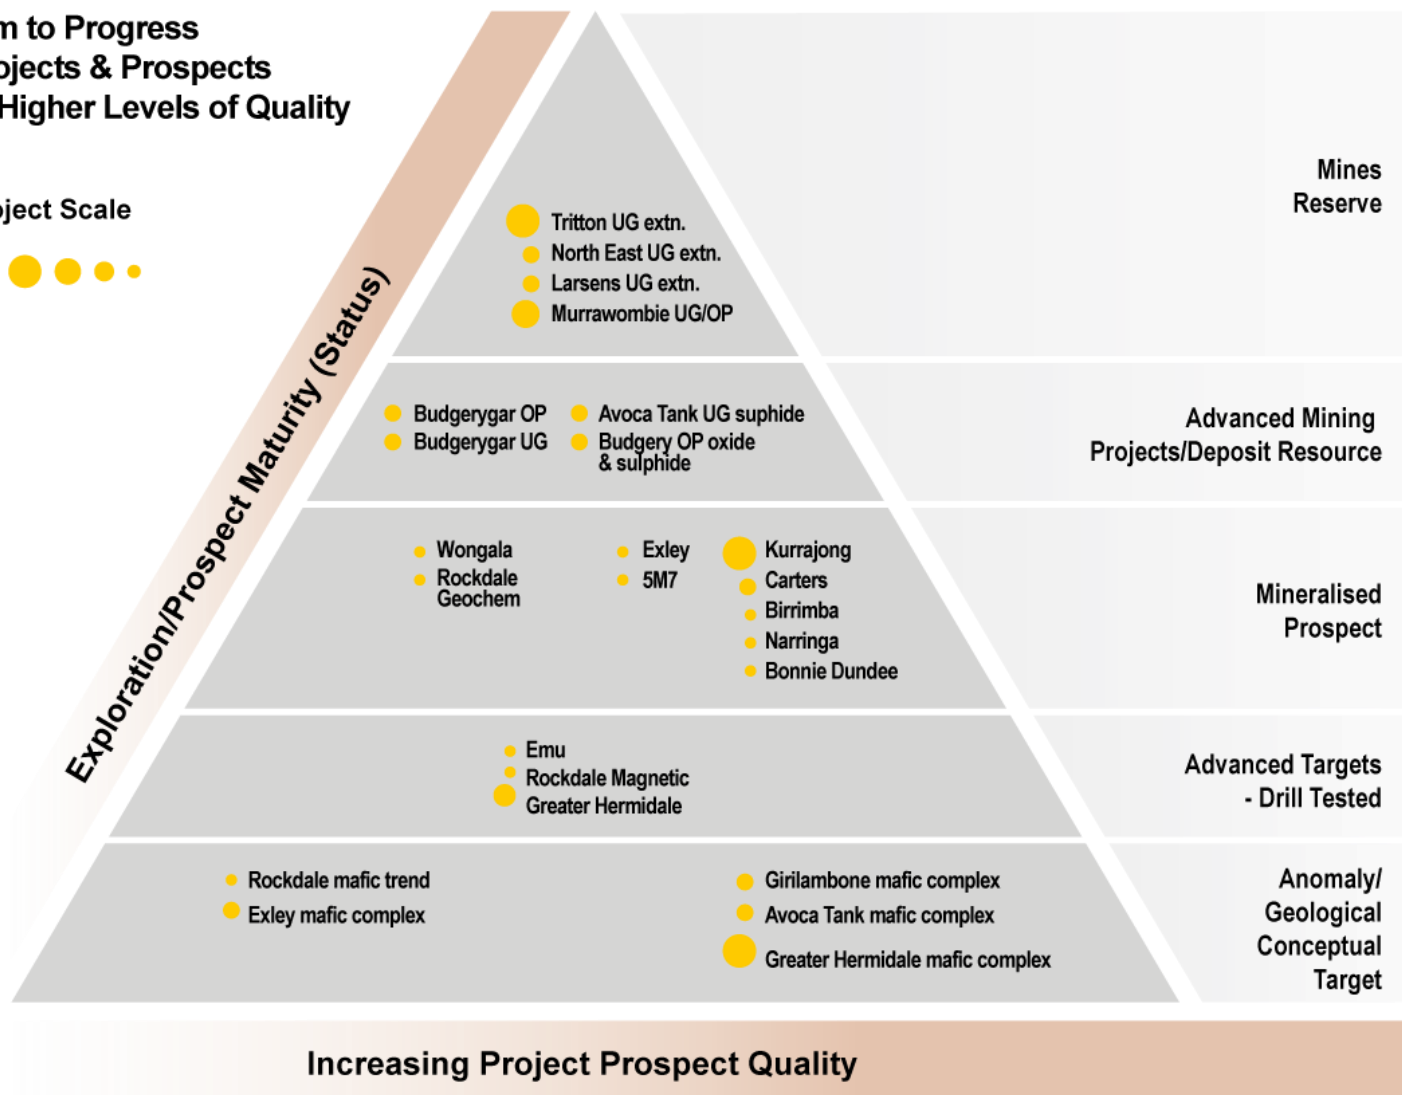 m to Progress
ojects & Prospects
Higher Levels of Quality
oject Scale
Exploration/Prospect Maturity (Status)
Tritton UG extn.
North East UG extn.
Larsens UG extn.
Murrawombie UG/OP
Mines
Reserve
Budgerygar OP
Budgerygar UG
Avoca Tank UG suphide
Budgery OP oxide
& sulphide
Advanced Mining
Projects/Deposit Resource
Wongala
Rockdale
Geochem
Exley
5M7
Kurrajong
Carters
Birrimba
Narringa
Bonnie Dundee
Mineralised
Prospect
Emu
Rockdale Magnetic
Greater Hermidale
Advanced Targets
- Drill Tested
Rockdale mafic trend
Exley mafic complex
Girilambone mafic complex
Avoca Tank mafic complex
Greater Hermidale mafic complex
Anomaly/
Geological
Conceptual
Target
Increasing Project Prospect Quality